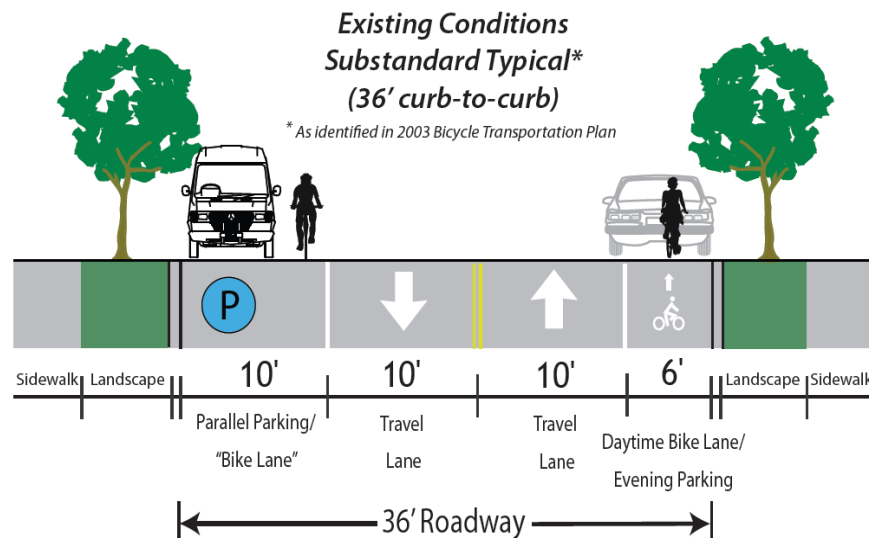 Existing Conditions
Substandard Typical*
(36' curb-to-curb)
* As identified in 2003 Bicycle Transportation Plan
P
Sidewalk Landscape 10' 10' 10' 6' Landscape Sidewalk
Parallel Parking/
"Bike Lane"
Travel
Lane
Travel
Lane
Daytime Bike Lane/
Evening Parking
36' Roadway